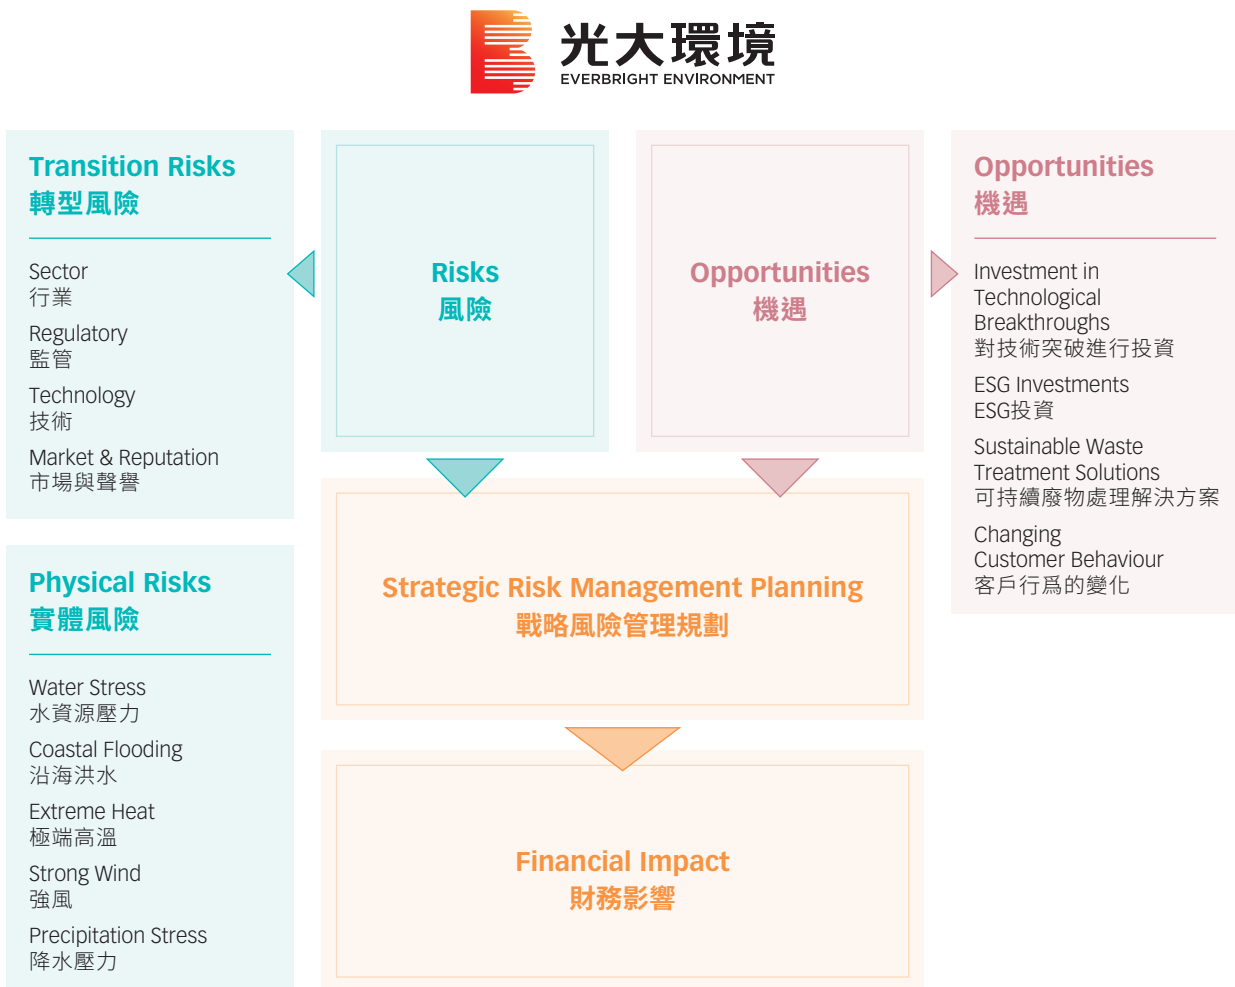 光大環境
EVERBRIGHT ENVIRONMENT
Transition Risks
轉型風險
Sector
行業
Regulatory
監管
Technology
技術
Market & Reputation
市場與聲譽
Physical Risks
實體風險
Water Stress
水資源壓力
Coastal Flooding
沿海洪水
Extreme Heat
極端高溫
Strong Wind
強風
Precipitation Stress
降水壓力
Risks
風險
Opportunities
機遇
Strategic Risk Management Planning
戰略風險管理規劃
Financial Impact
財務影響
Opportunities
機遇
Investment in
Technological
Breakthroughs
對技術突破進行投資
ESG Investments
ESG投資
Sustainable Waste
Treatment Solutions
可持續廢物處理解決方案
Changing
Customer Behaviour
客戶行爲的變化